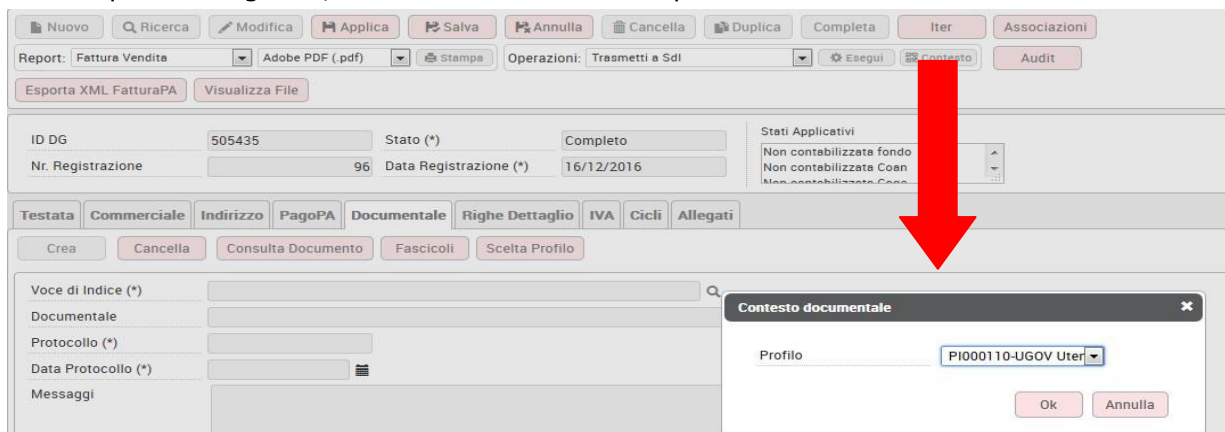 Nuovo Ricerca Modifica Applica Salva Annulla Cancella Duplica Completa Iter Associazioni
Report: Fattura Vendita Adobe PDF (.pdf) Stampa Operazioni: Trasmetti a SdI Esegui Contesto Audit
Esporta XML FatturaPA Visualizza File
ID DG 505435 Stato (*) Completo Stati Applicativi
Non contabilizzata fondo
Nr. Registrazione 96 Data Registrazione (*) 16/12/2016 Non contabilizzata Coan
Testata Commerciale Indirizzo PagoPA Documentale Righe Dettaglio IVA Cicli Allegati
Crea Cancella Consulta Documento Fascicoli Scelta Profilo
Voce di Indice (*)
Documentale
Protocollo (*)
Data Protocollo (*)
Messaggi
Contesto documentale
Profilo PI000110-UGOV Uter
Ok Annulla